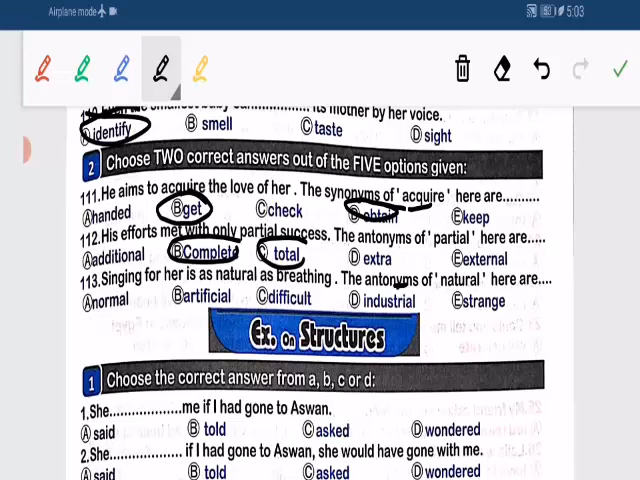 Airplane mode 53 5:03
110. the smallest baby can................ its mother by her voice.
A identify B smell C taste D sight
2 Choose TWO correct answers out of the FIVE options given:
111. He aims to acquire the love of her . The synonyms of ' acquire ' here are..........
A handed B get C check D obtain E keep
112. His efforts met with only partial success. The antonyms of ' partial ' here are.....
A additional B Complete C total D extra E external
113. Singing for her is as natural as breathing . The antonyms of ' natural ' here are....
A normal B artificial C difficult D industrial E strange
Ex. on Structures
1 Choose the correct answer from a, b, c or d:
1. She.................... me if I had gone to Aswan.
A said B told C asked D wondered
2. She.................... if I had gone to Aswan, she would have gone with me.
A said B told C asked D wondered